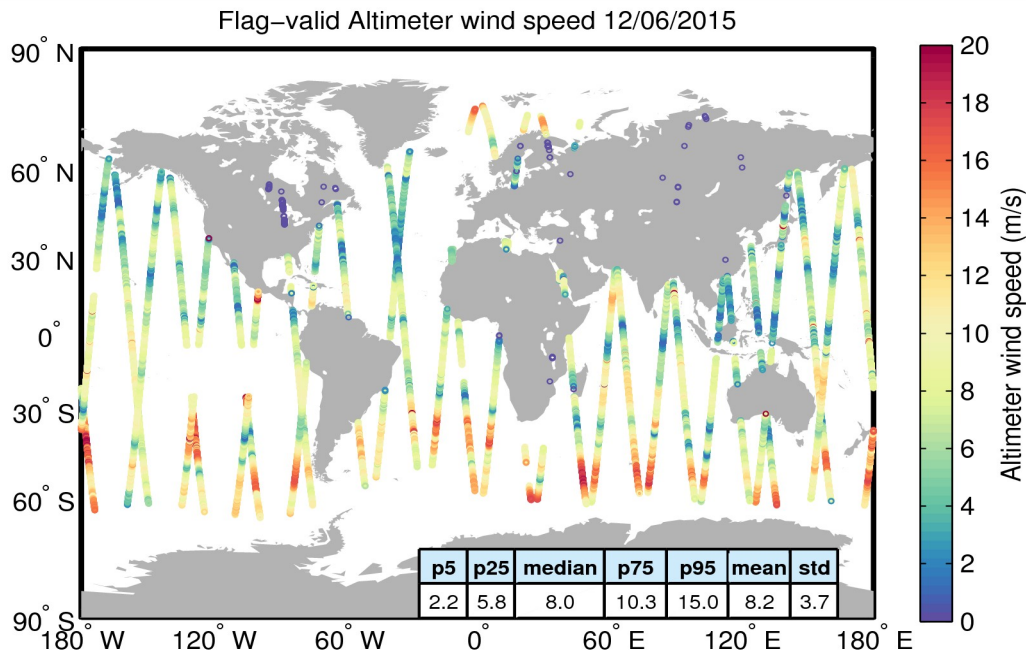 Flag−valid Altimeter wind speed 12/06/2015
90° N
60° N
30° N
0°
30° S
60° S
90° S
180° W 120° W 60° W 0° 60° E 120° E 180° E
p5 p25 median p75 p95 mean std
2.2 5.8 8.0 10.3 15.0 8.2 3.7
20
18
16
14
12
10
8
6
4
2
0
Altimeter wind speed (m/s)